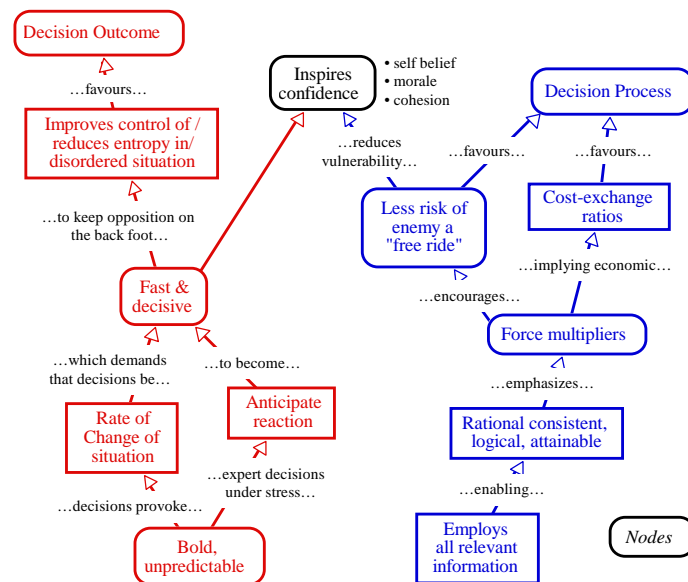 Decision Outcome
Inspires
confidence
• self belief
• morale
• cohesion
Decision Process
…favours…
Improves control of /
reduces entropy in/
disordered situation
…reduces
vulnerability…
…favours…
…favours…
Less risk of
enemy a
"free ride"
Cost-exchange
ratios
…to keep opposition on
the back foot…
…implying economic…
Fast &
decisive
…encourages…
Force multipliers
…which demands
that decisions be…
…to become…
…emphasizes…
Rate of
Change of
situation
Anticipate
reaction
Rational consistent,
logical, attainable
…expert decisions
under stress…
…decisions provoke…
…enabling…
Bold,
unpredictable
Employs
all relevant
information
Nodes